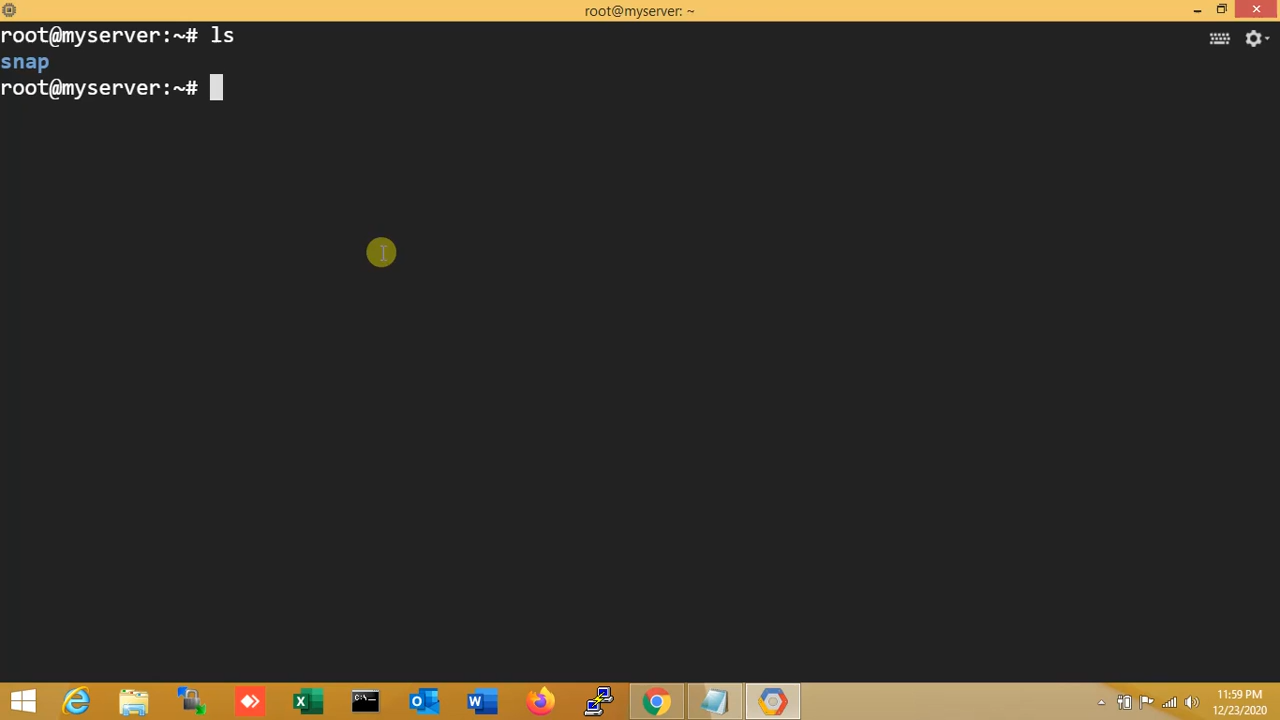 root@myserver: ~
root@myserver:~# ls
snap
root@myserver:~#
11:59 PM
12/23/2020